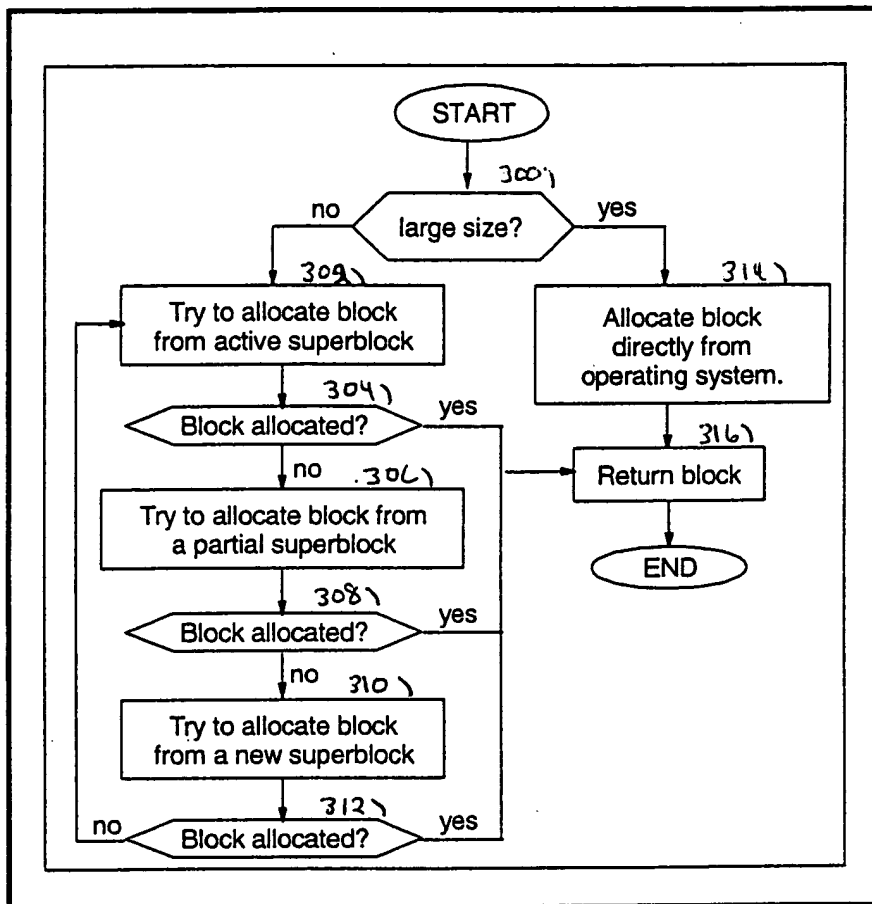 START
300
large size?
no
yes
302
Try to allocate block
from active superblock
314
Allocate block
directly from
operating system.
304
Block allocated?
yes
no
306
Try to allocate block from
a partial superblock
316
Return block
END
308
Block allocated?
yes
no
310
Try to allocate block
from a new superblock
312
Block allocated?
no
yes